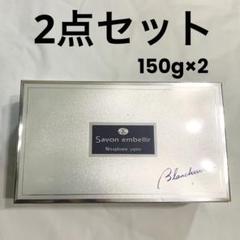 2点セット
150g×2
Savon embellir
Blanchir